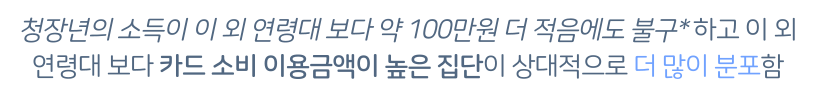 청장년의 소득이 이 외 연령대 보다 약 100만원 더 적음에도 불구*하고 이 외
연령대 보다 카드 소비 이용금액이 높은 집단이 상대적으로 더 많이 분포함